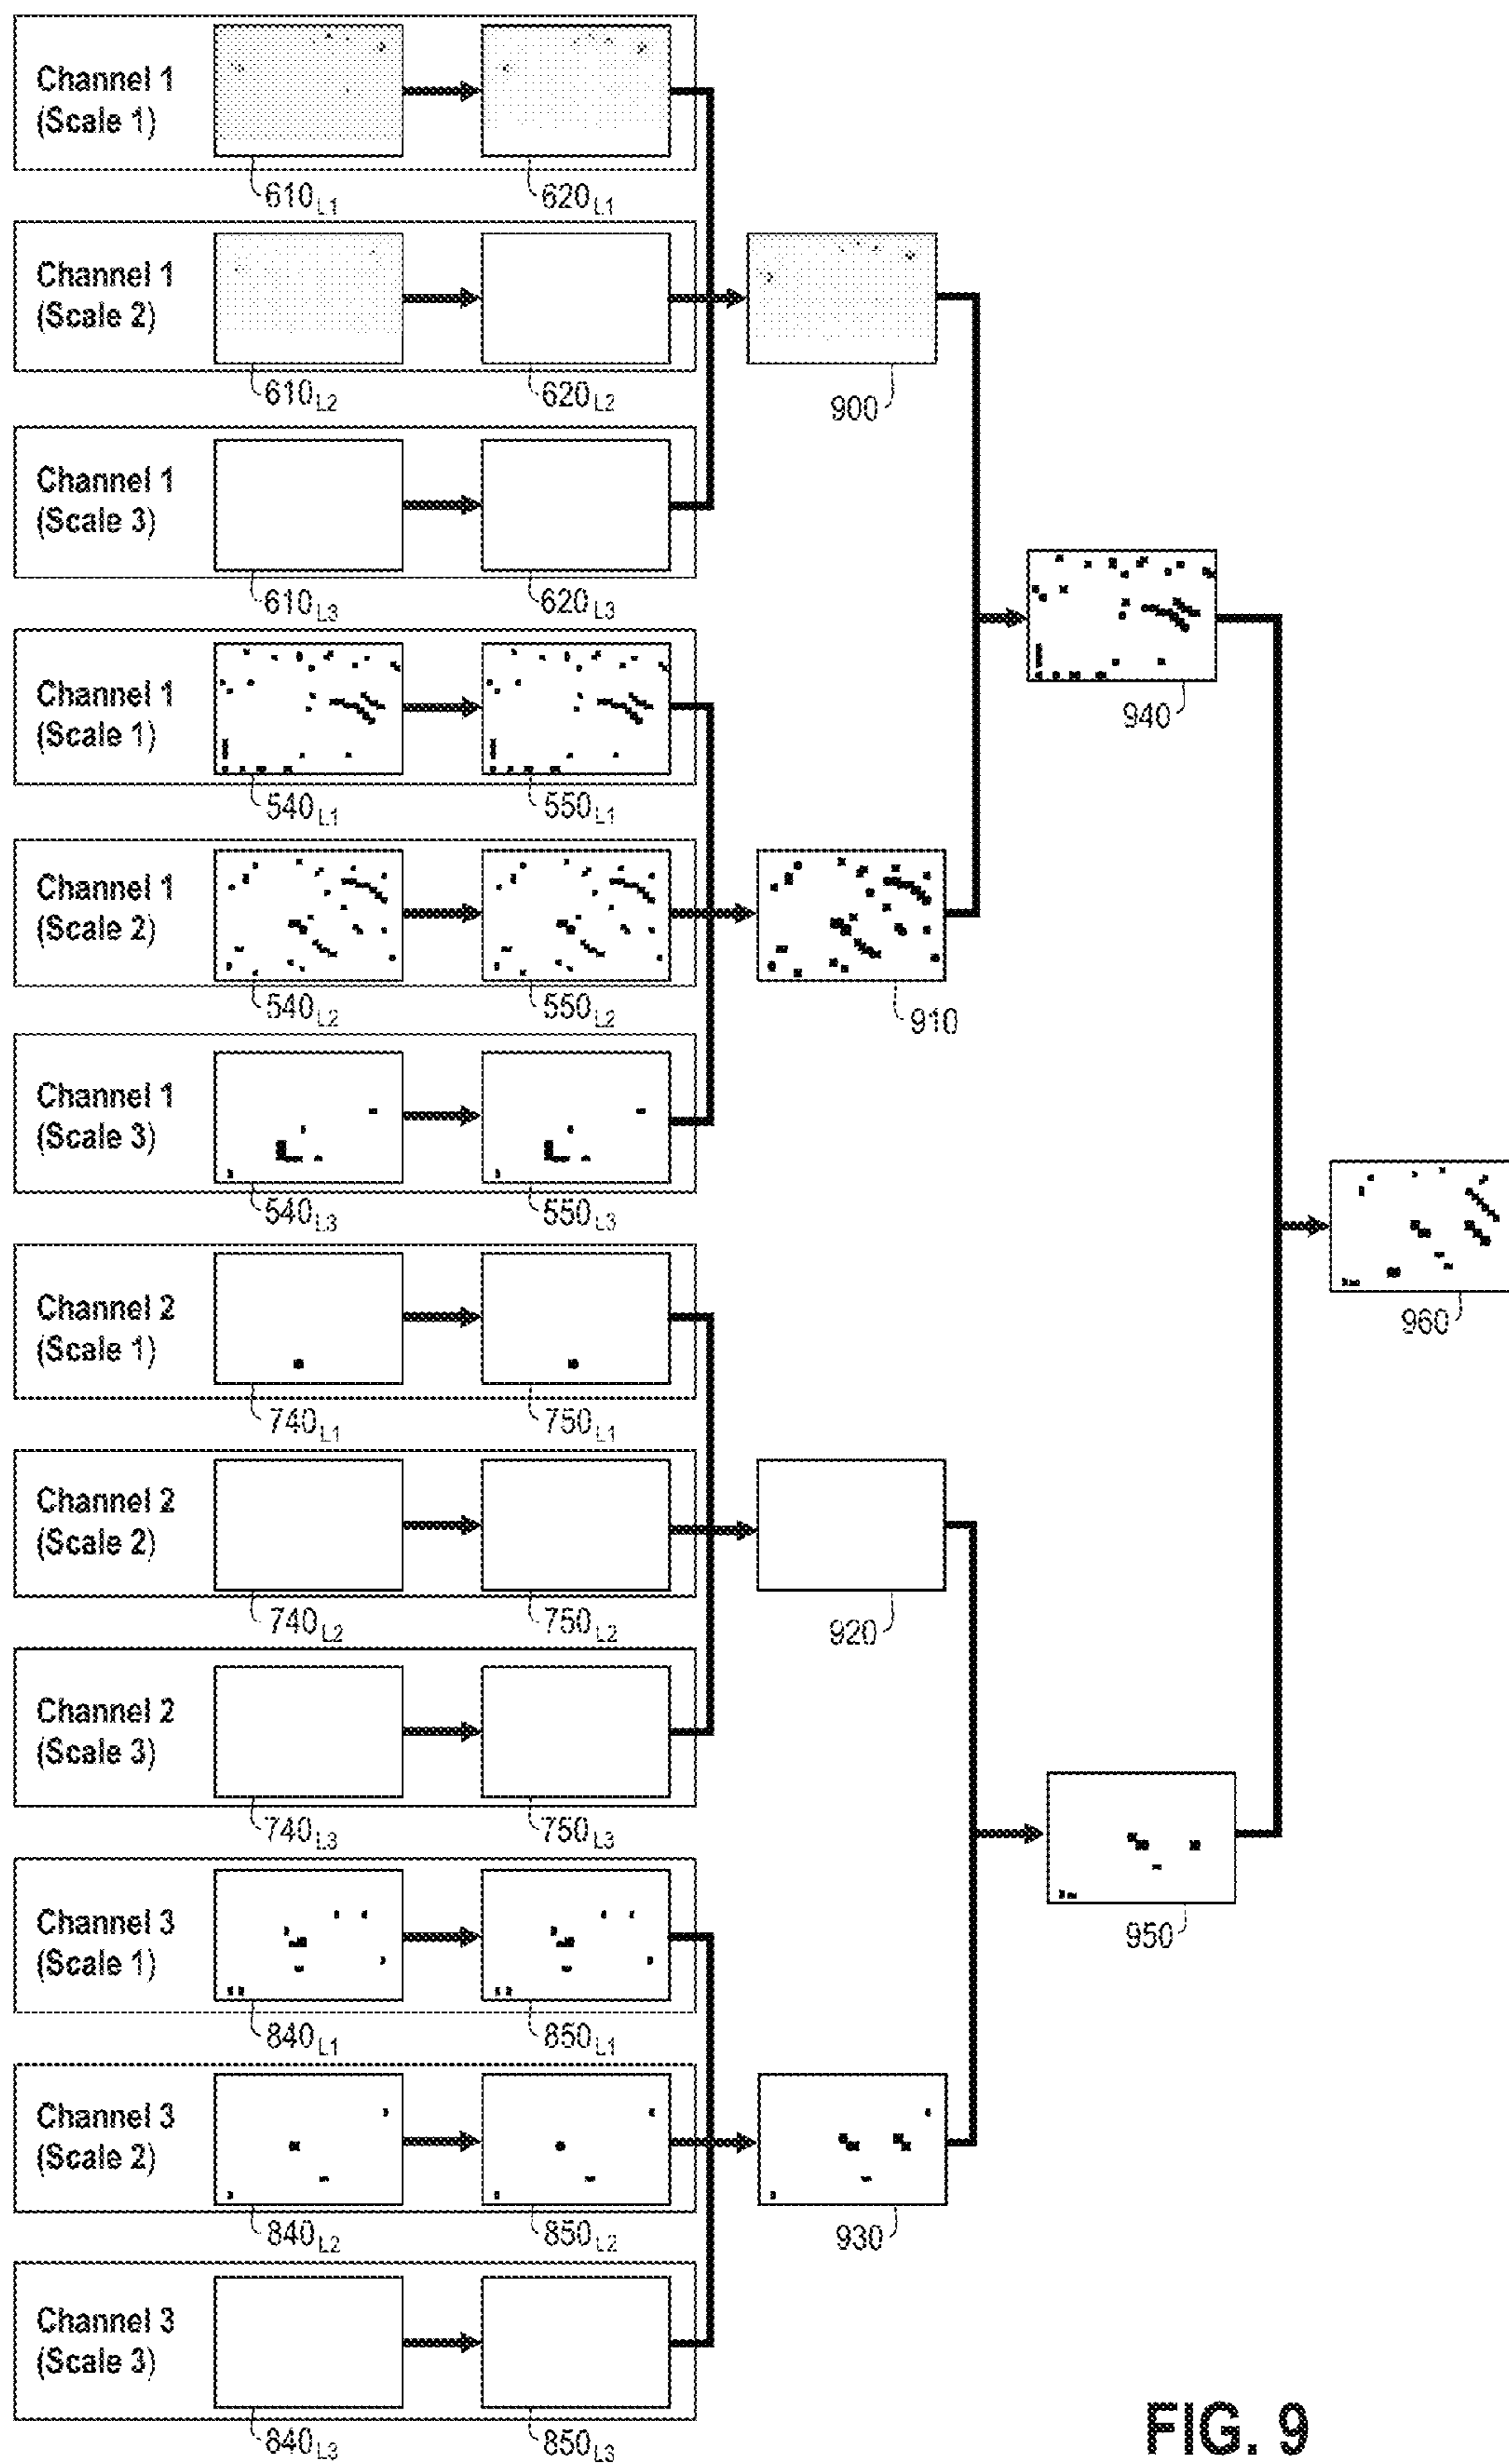 Channel 1
(Scale 1)
610L1
620L1
Channel 1
(Scale 2)
610L2
620L2
900
Channel 1
(Scale 3)
610L3
620L3
940
Channel 1
(Scale 1)
540L1
550L1
Channel 1
(Scale 2)
540L2
550L2
910
Channel 1
(Scale 3)
540L3
550L3
960
Channel 2
(Scale 1)
740L1
750L1
Channel 2
(Scale 2)
740L2
750L2
920
Channel 2
(Scale 3)
740L3
750L3
950
Channel 3
(Scale 1)
840L1
850L1
Channel 3
(Scale 2)
840L2
850L2
930
Channel 3
(Scale 3)
840L3
850L3
FIG. 9